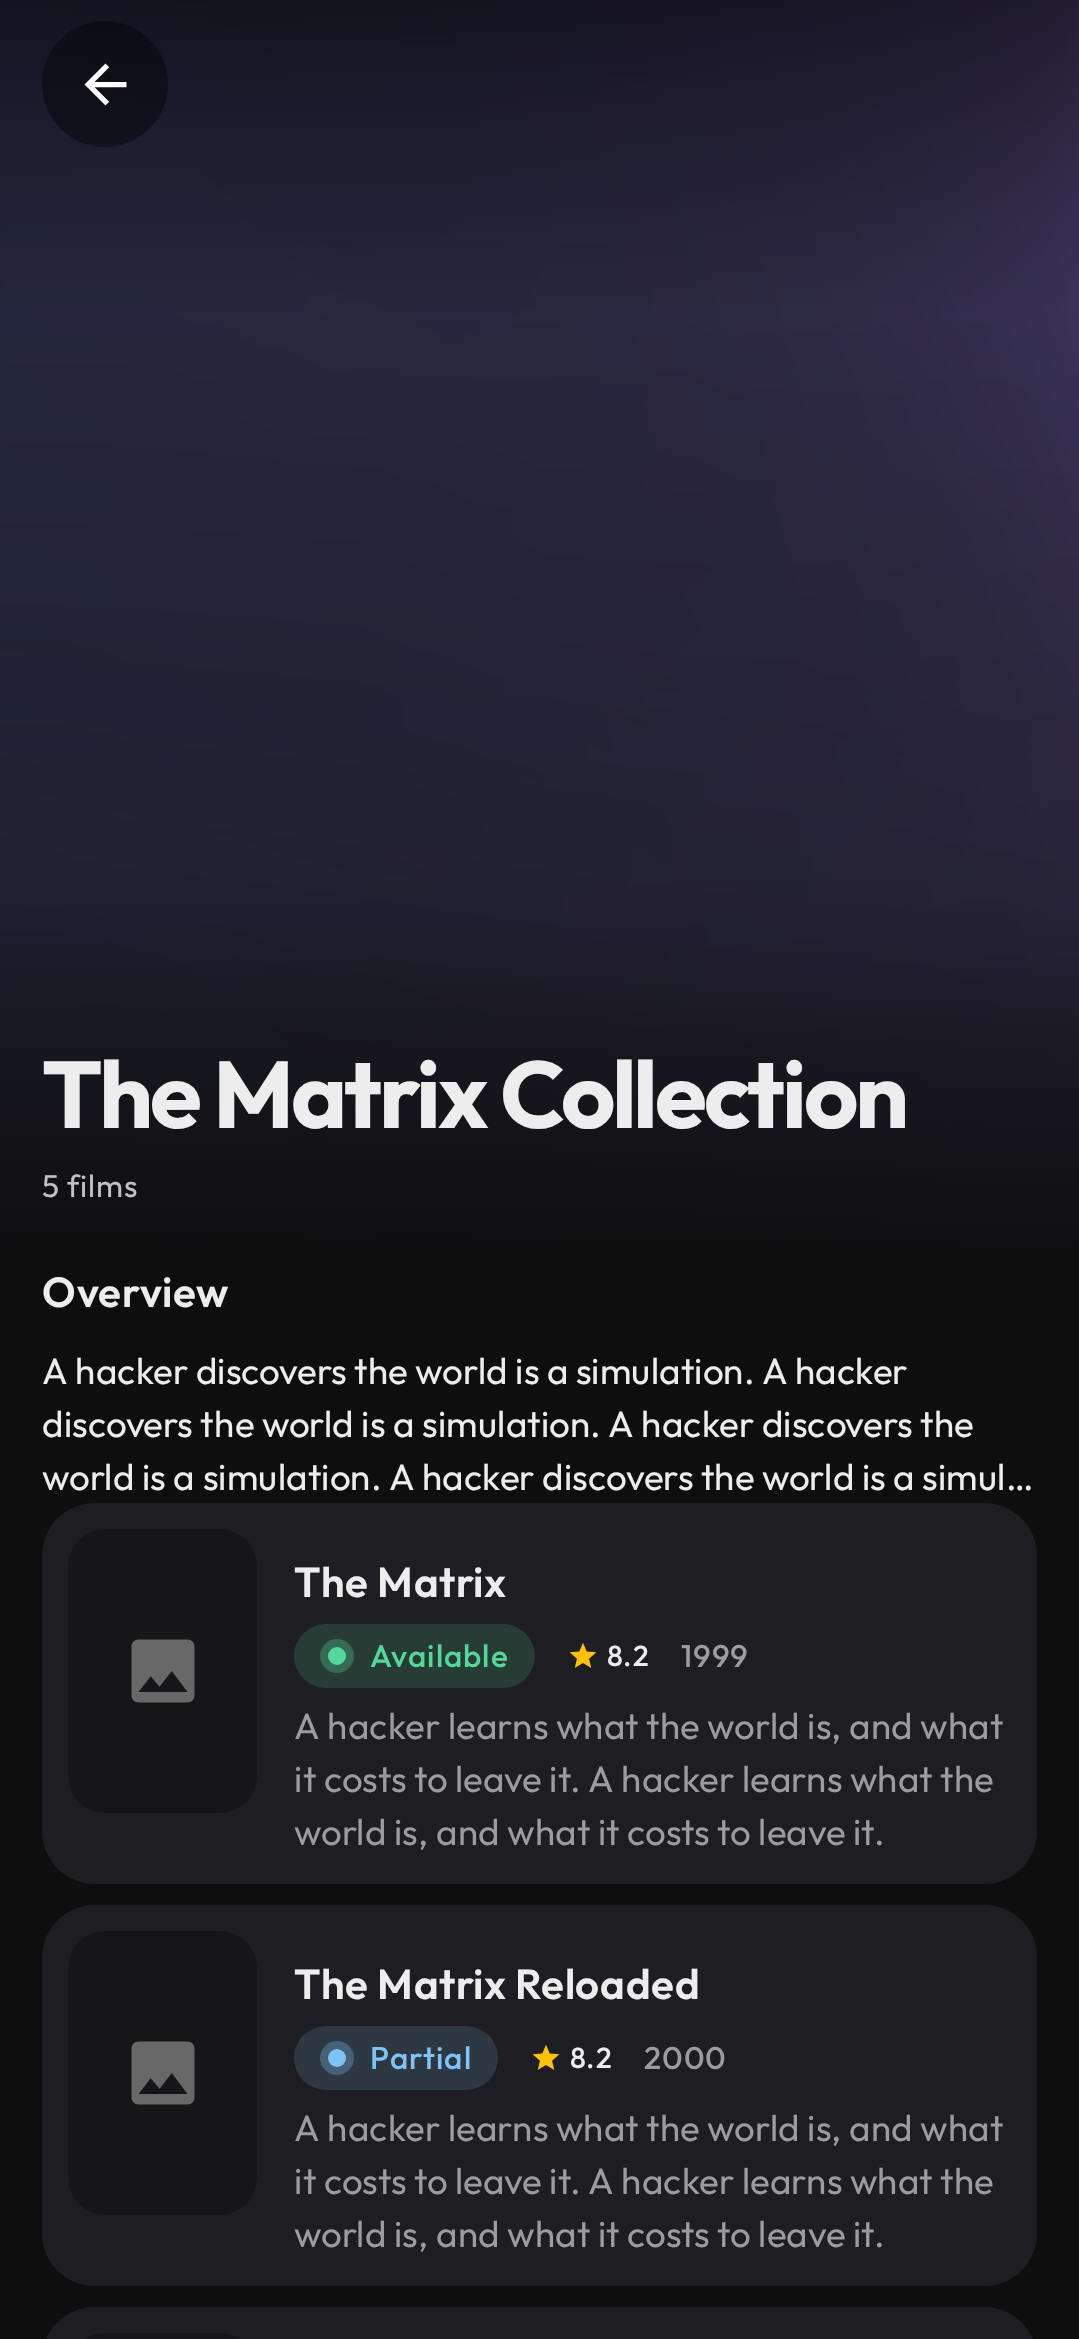 The Matrix Collection
5 films
Overview
A hacker discovers the world is a simulation. A hacker
discovers the world is a simulation. A hacker discovers the
world is a simulation. A hacker discovers the world is a simul...
The Matrix
Available 8.2 1999
A hacker learns what the world is, and what
it costs to leave it. A hacker learns what the
world is, and what it costs to leave it.
The Matrix Reloaded
Partial 8.2 2000
A hacker learns what the world is, and what
it costs to leave it. A hacker learns what the
world is, and what it costs to leave it.